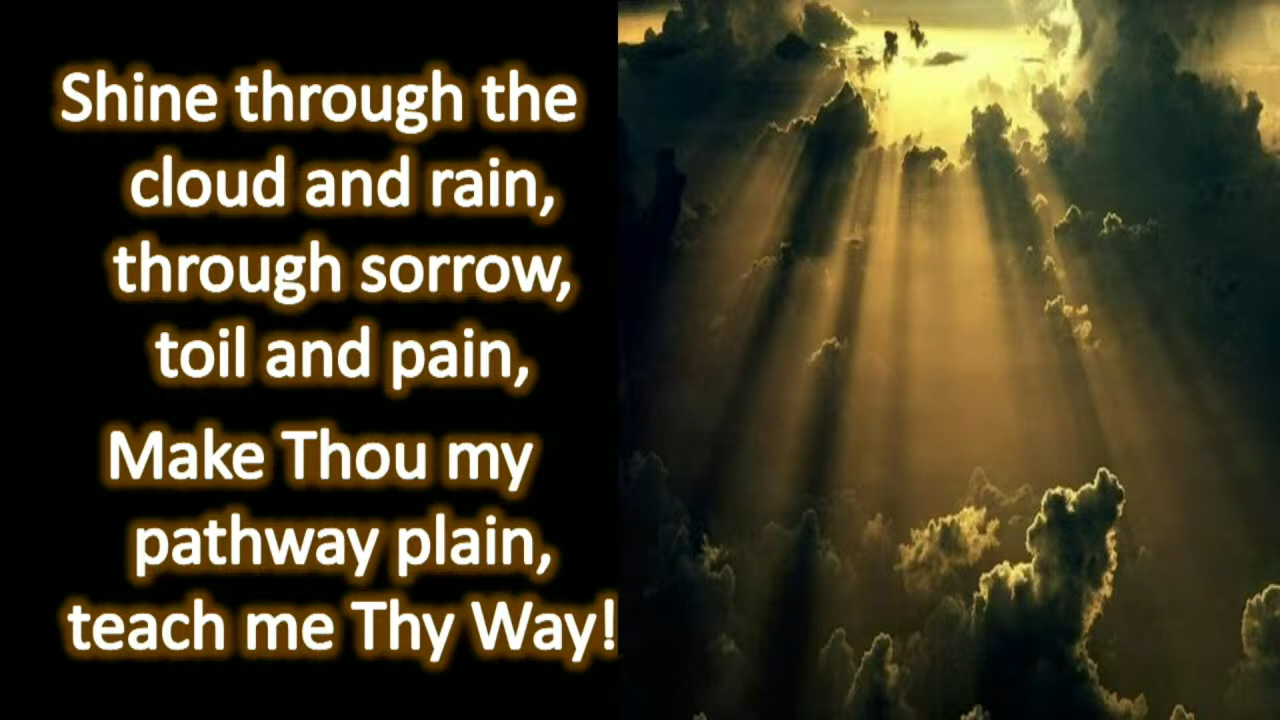 Shine through the
cloud and rain,
through sorrow,
toil and pain,
Make Thou my
pathway plain,
teach me Thy Way!